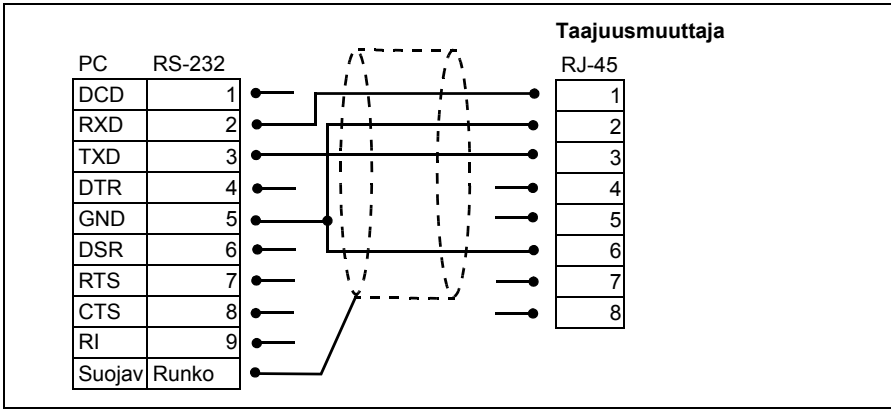 Taajuusmuuttaja
PC RS-232 RJ-45
DCD 1 1
RXD 2 2
TXD 3 3
DTR 4 4
GND 5 5
DSR 6 6
RTS 7 7
CTS 8 8
RI 9
Suojav Runko